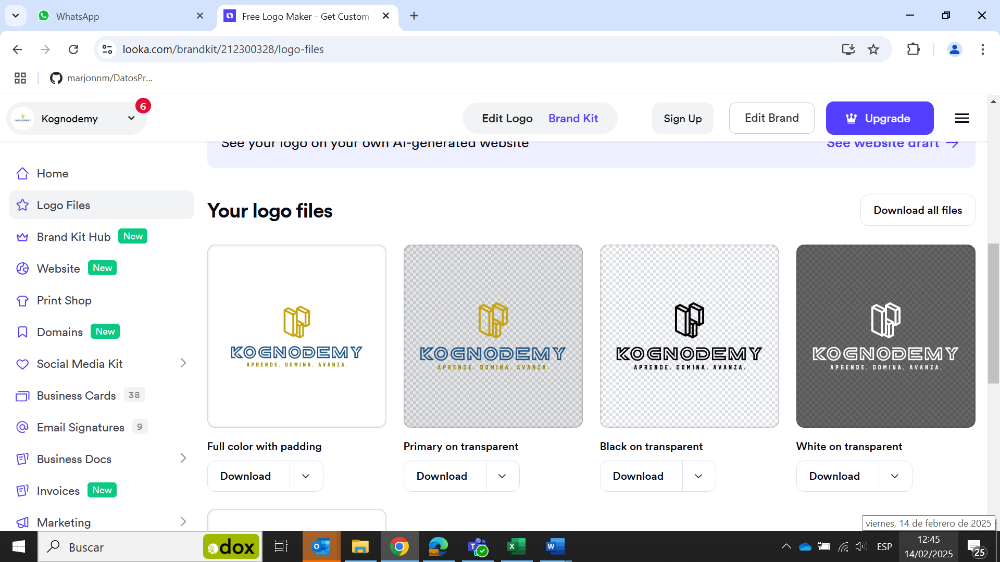 WhatsApp
Free Logo Maker - Get Custom
looka.com/brandkit/212300328/logo-files
marjonnm/DatosPr...
Kognodemy
6
Edit Logo
Brand Kit
Sign Up
Edit Brand
Upgrade
See your logo on your own AI-generated website
See website draft →
Home
Logo Files
Brand Kit Hub New
Website New
Print Shop
Domains New
Social Media Kit
Business Cards 38
Email Signatures 9
Business Docs
Invoices New
Marketing
Your logo files
Download all files
KOGNODEMY
APRENDE. DOMINA. AVANZA.
KOGNODEMY
APRENDE. DOMINA. AVANZA.
KOGNODEMY
APRENDE. DOMINA. AVANZA.
KOGNODEMY
APRENDE. DOMINA. AVANZA.
Full color with padding
Primary on transparent
Black on transparent
White on transparent
Download
Download
Download
Download
viernes, 14 de febrero de 2025
Buscar
dox
ESP
12:45
14/02/2025
25